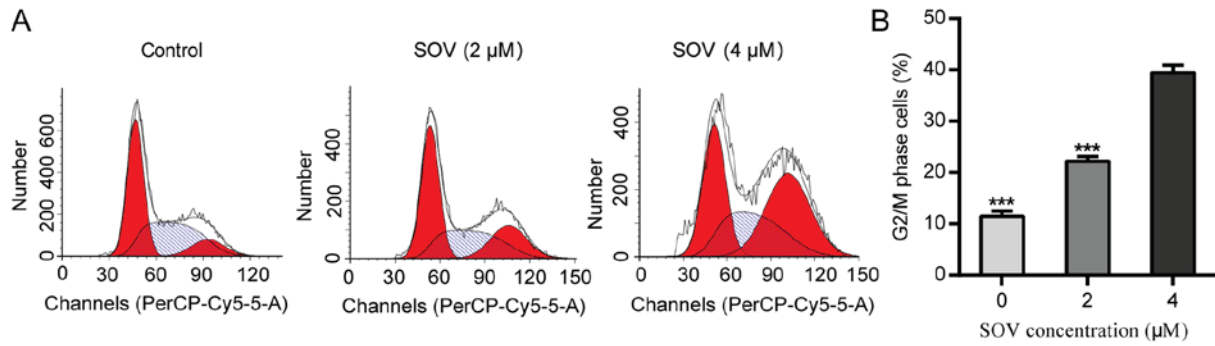 A
Control
Number
0 200 400 600
0 30 60 90 120
Channels (PerCP-Cy5-5-A)
SOV (2 µM)
Number
0 200 400
0 30 60 90 120 150
Channels (PerCP-Cy5-5-A)
SOV (4 µM)
Number
0 200 400
0 30 60 90 120 150
Channels (PerCP-Cy5-5-A)
B
G2/M phase cells (%)
50
40
30
20
10
0
***
***
0 2 4
SOV concentration (µM)